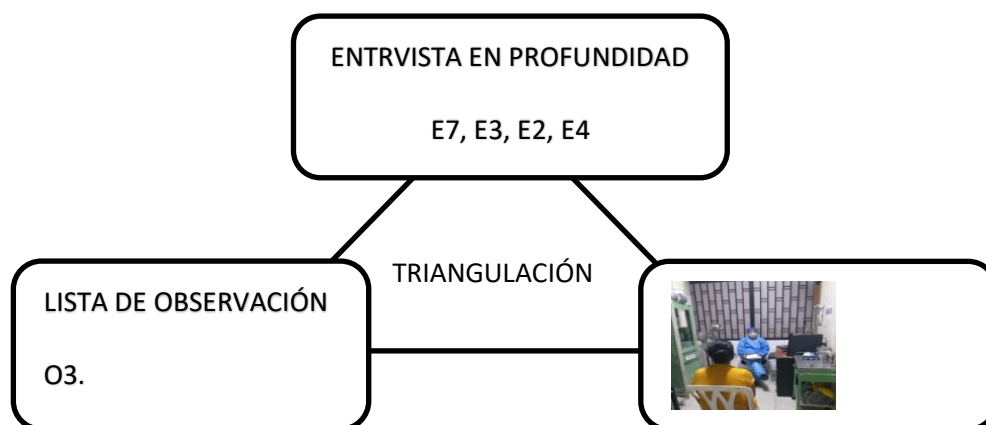 ENTRVISTA EN PROFUNDIDAD
E7, E3, E2, E4
TRIANGULACIÓN
LISTA DE OBSERVACIÓN
O3.